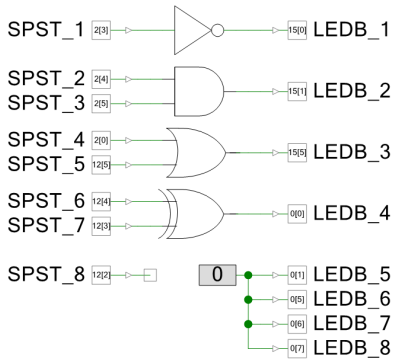 SPST_1 2[3] 15[0] LEDB_1
SPST_2 2[4]
15[1] LEDB_2
SPST_3 2[5]
SPST_4 2[0]
15[5] LEDB_3
SPST_5 12[5]
SPST_6 12[4]
0[0] LEDB_4
SPST_7 12[3]
SPST_8 12[2] 0 0[1] LEDB_5
0[5] LEDB_6
0[6] LEDB_7
0[7] LEDB_8